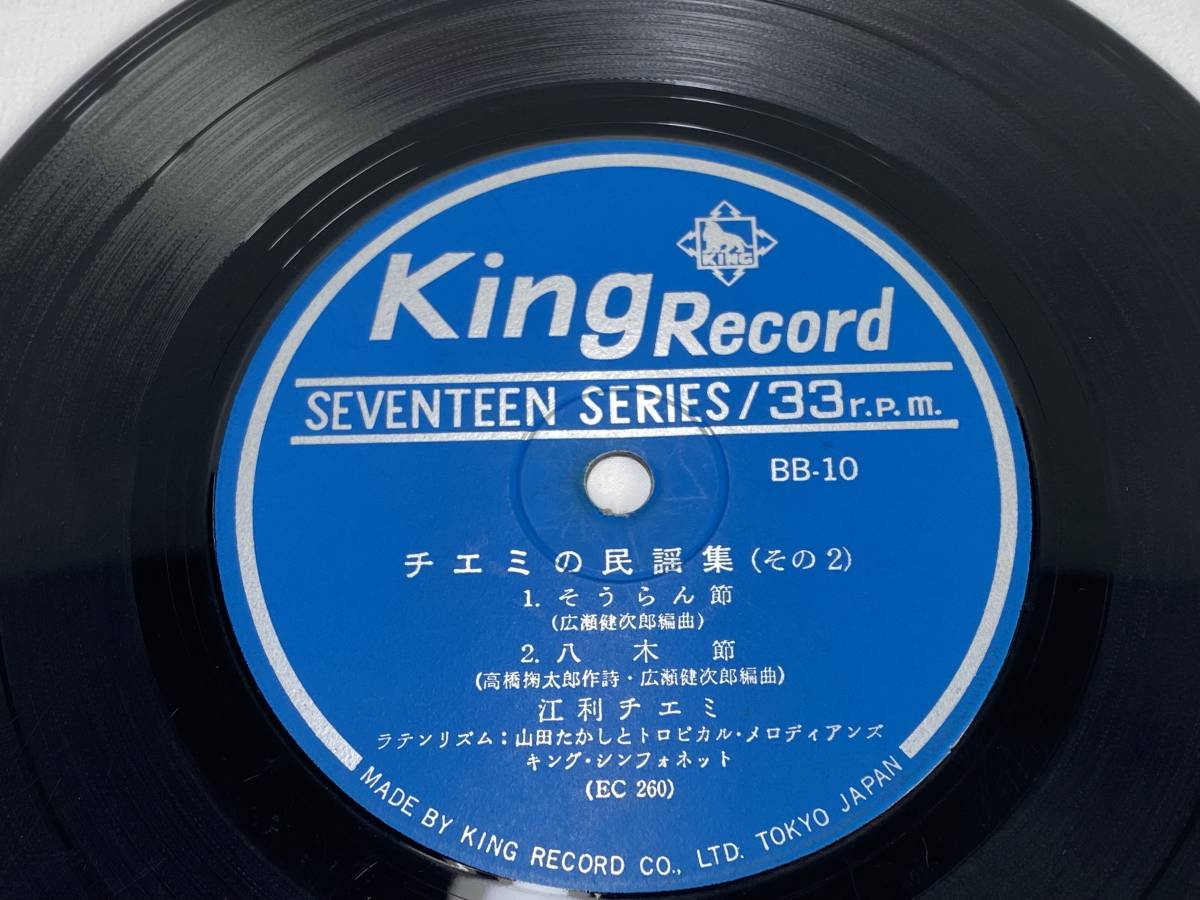 KING
King Record
SEVENTEEN SERIES/33r.p.m.
BB-10
チエミの民謡集(その2)
1. そうらん節
(広瀬健次郎編曲)
2. 八木節
(高橋掬太郎作詩・広瀬健次郎編曲)
江利チエミ
ラテンリズム:山田たかしとトロピカル・メロディアンズ
キング・シンフォネット
(EC 260)
MADE BY KING RECORD CO., LTD. TOKYO JAPAN